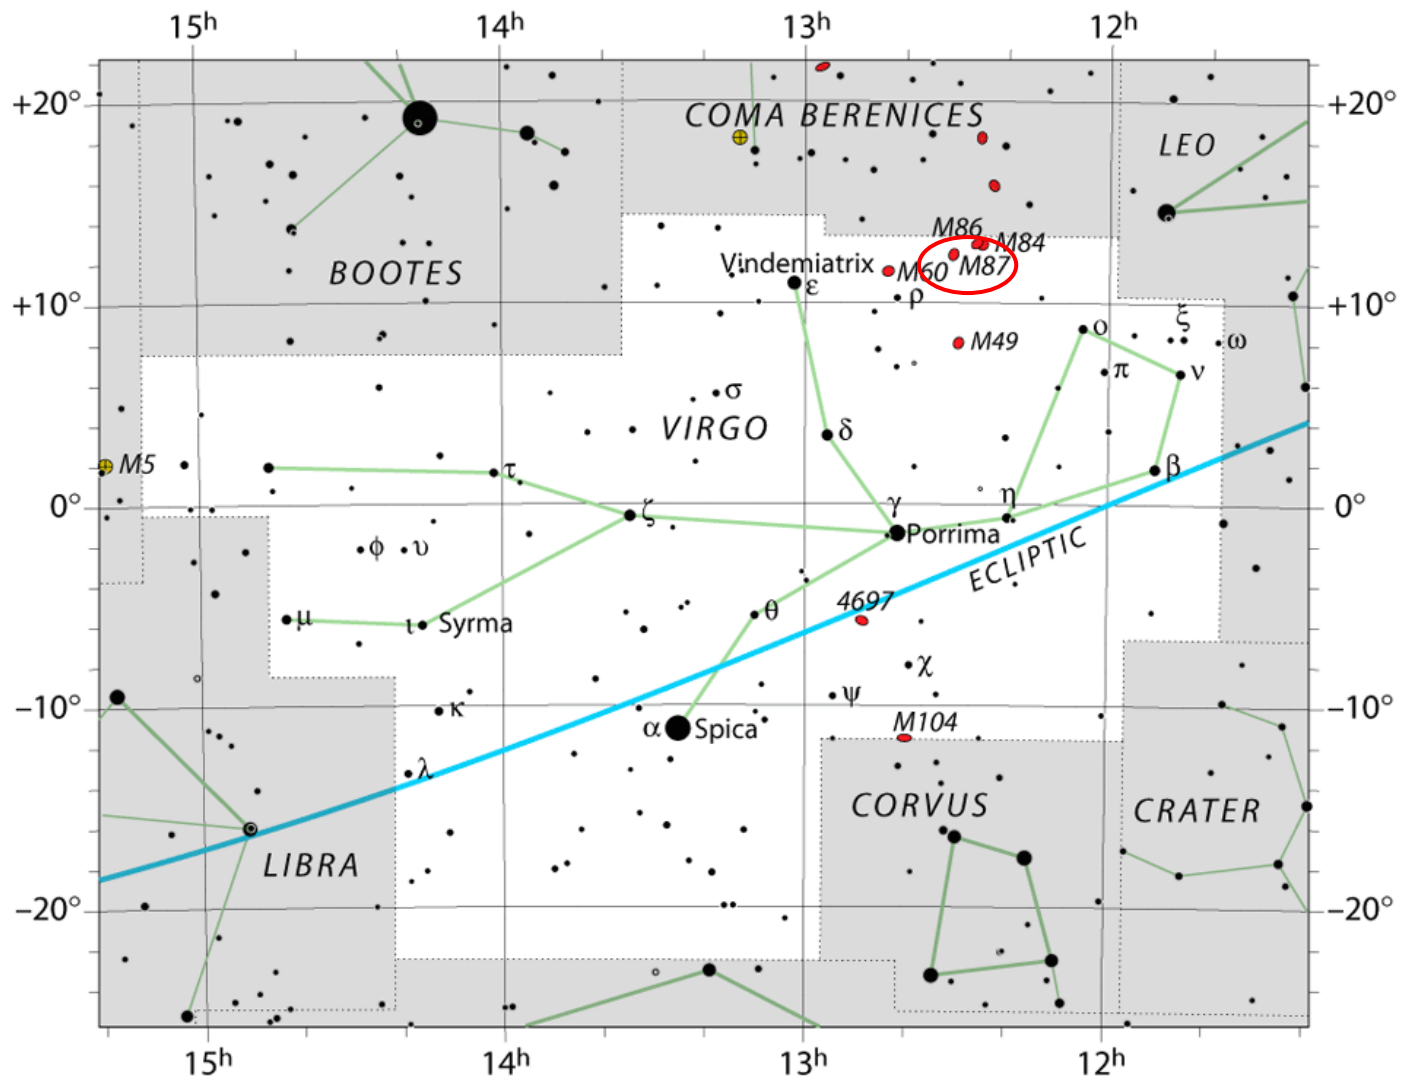 15h 14h 13h 12h
+20° COMA BERENICES +20°
LEO
M86
M84
BOOTES Vindemiatrix M60 M87
ε
+10° ρ +10°
ξ
M49 ο ω
π ν
σ
VIRGO δ
M5 τ β
0° ζ γ η 0°
φ υ Porrima
ECLIPTIC
μ ι Syrma θ 4697
χ
−10° κ ψ −10°
α Spica M104
λ
CORVUS CRATER
LIBRA
−20° −20°
15h 14h 13h 12h